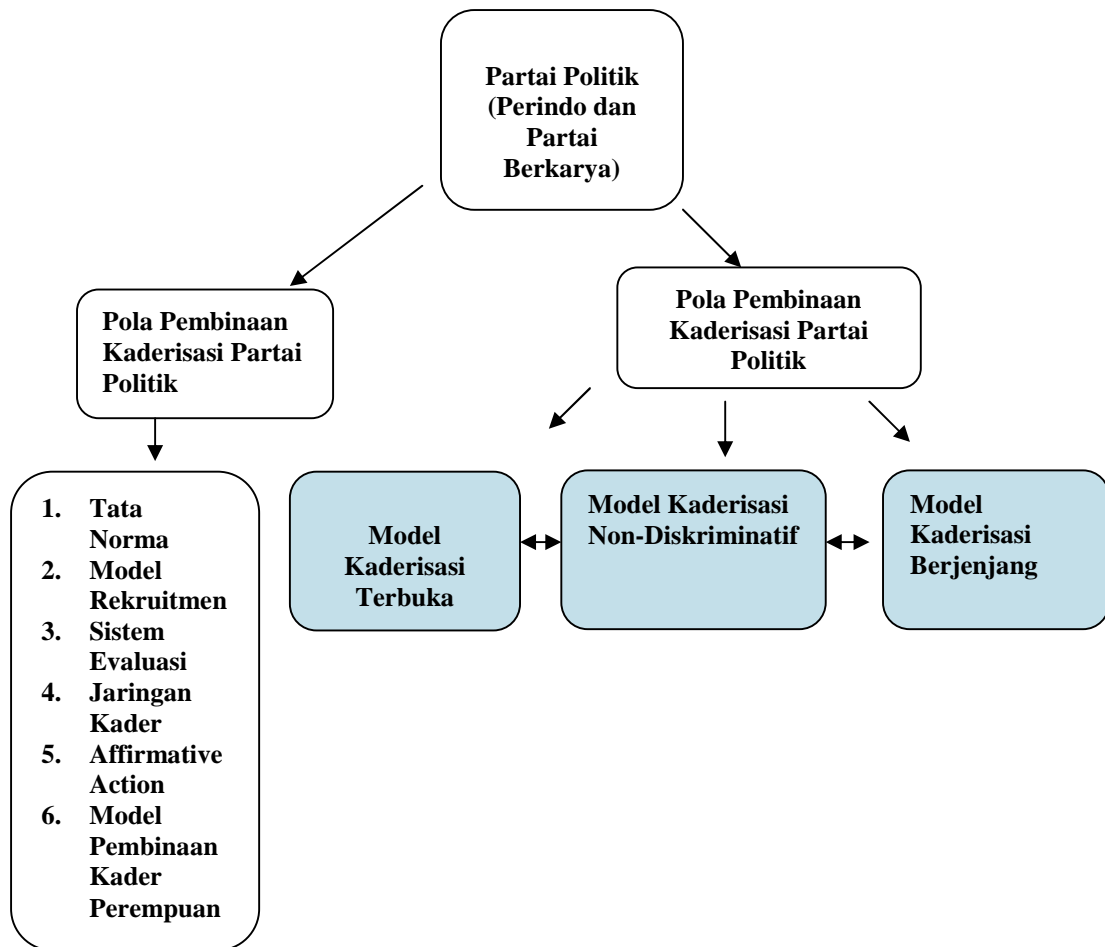 Partai Politik
(Perindo dan
Partai
Berkarya)
Pola Pembinaan
Kaderisasi Partai
Politik
Pola Pembinaan
Kaderisasi Partai
Politik
1. Tata
Norma
2. Model
Rekruitmen
3. Sistem
Evaluasi
4. Jaringan
Kader
5. Affirmative
Action
6. Model
Pembinaan
Kader
Perempuan
Model
Kaderisasi
Terbuka
Model Kaderisasi
Non-Diskriminatif
Model
Kaderisasi
Berjenjang